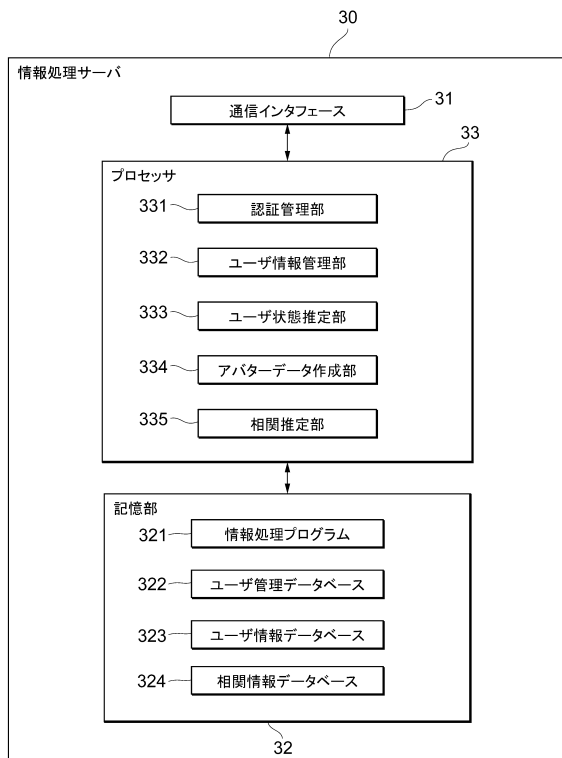 30
情報処理サーバ
通信インタフェース
31
33
プロセッサ
331
認証管理部
332
ユーザ情報管理部
333
ユーザ状態推定部
334
アバターデータ作成部
335
相関推定部
記憶部
321
情報処理プログラム
322
ユーザ管理データベース
323
ユーザ情報データベース
324
相関情報データベース
32